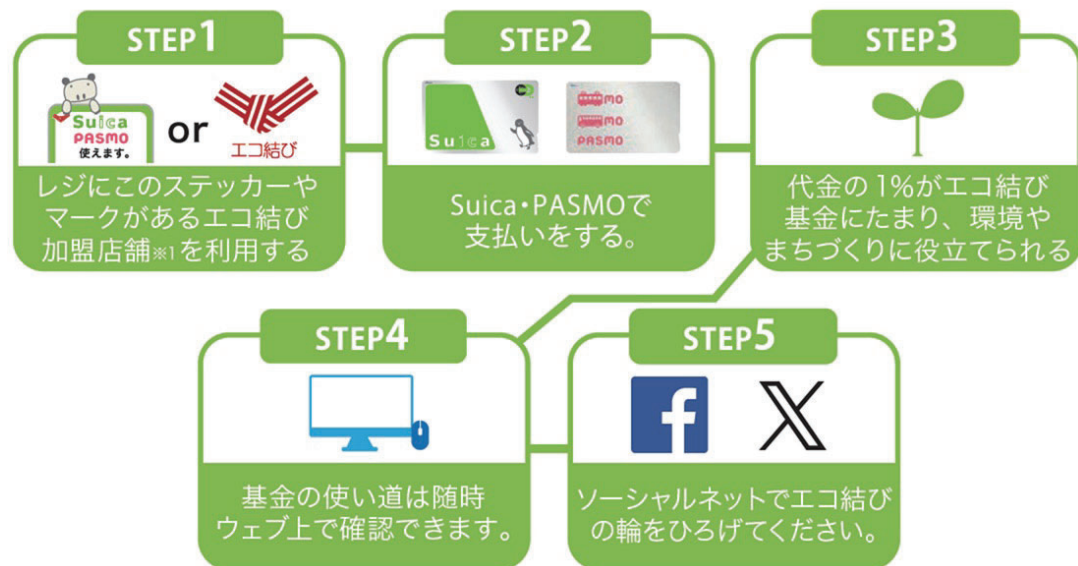 STEP1
Suica
PASMO
使えます。
or
エコ結び
レジにこのステッカーや
マークがあるエコ結び
加盟店舗※1を利用する
STEP2
Suica
PASMO
Suica・PASMOで
支払いをする。
STEP3
代金の1%がエコ結び
基金にたまり、環境や
まちづくりに役立てられる
STEP4
基金の使い道は随時
ウェブ上で確認できます。
STEP5
ソーシャルネットでエコ結び
の輪をひろげてください。